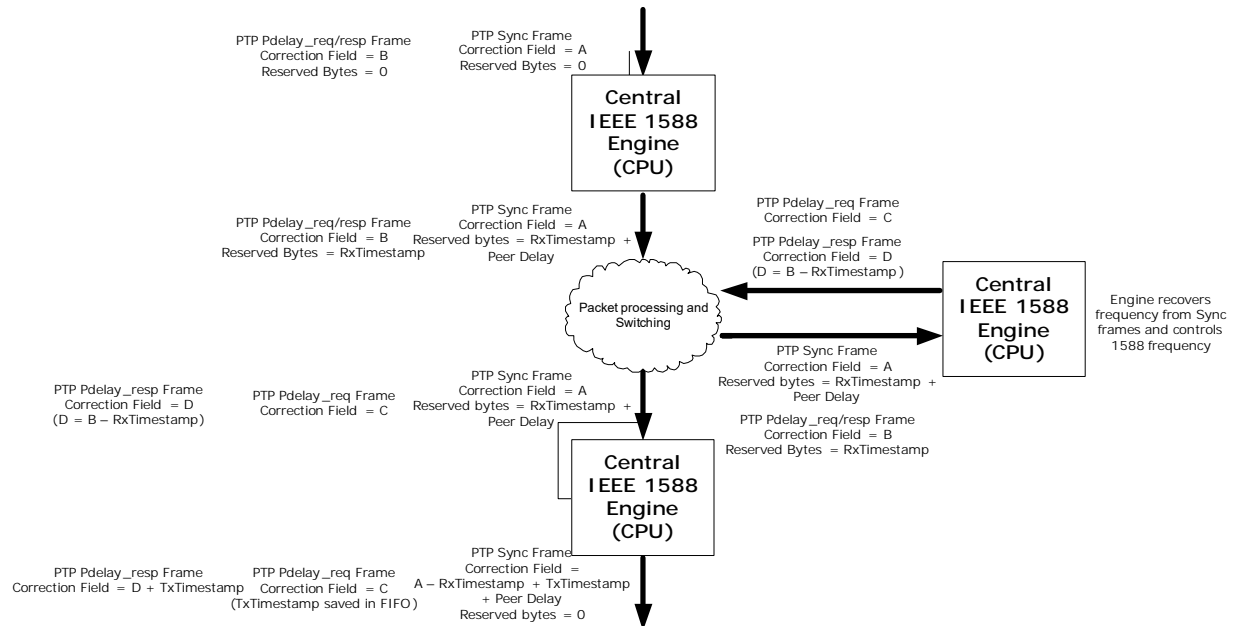 PTP Pdelay_req/resp Frame
Correction Field = B
Reserved Bytes = 0
PTP Sync Frame
Correction Field = A
Reserved Bytes = 0
Central
IEEE 1588
Engine
(CPU)
PTP Pdelay_req/resp Frame
Correction Field = B
Reserved Bytes = RxTimestamp
PTP Sync Frame
Correction Field = A
Reserved bytes = RxTimestamp +
Peer Delay
PTP Pdelay_req Frame
Correction Field = C
PTP Pdelay_resp Frame
Correction Field = D
(D = B – RxTimestamp)
Packet processing and
Switching
Central
IEEE 1588
Engine
(CPU)
Engine recovers
frequency from Sync
frames and controls
1588 frequency
PTP Sync Frame
Correction Field = A
Reserved bytes = RxTimestamp +
Peer Delay
PTP Pdelay_req/resp Frame
Correction Field = B
Reserved Bytes = RxTimestamp
PTP Pdelay_resp Frame
Correction Field = D
(D = B – RxTimestamp)
PTP Pdelay_req Frame
Correction Field = C
PTP Sync Frame
Correction Field = A
Reserved bytes = RxTimestamp +
Peer Delay
Central
IEEE 1588
Engine
(CPU)
PTP Pdelay_resp Frame
Correction Field = D + TxTimestamp
PTP Pdelay_req Frame
Correction Field = C
(TxTimestamp saved in FIFO)
PTP Sync Frame
Correction Field =
A – RxTimestamp + TxTimestamp
+ Peer Delay
Reserved bytes = 0